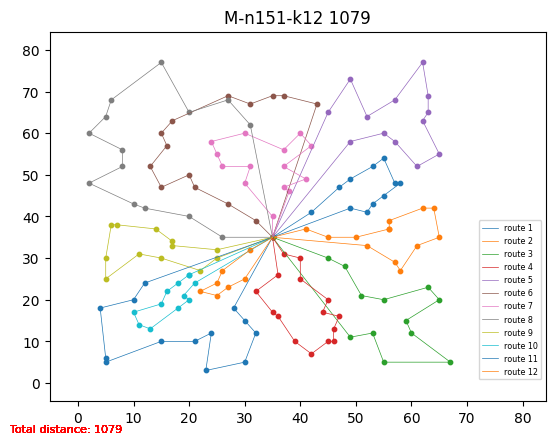 M-n151-k12 1079
80
70
60
50
40
30
20
10
0
0 10 20 30 40 50 60 70 80
route 1
route 2
route 3
route 4
route 5
route 6
route 7
route 8
route 9
route 10
route 11
route 12
Total distance: 1079